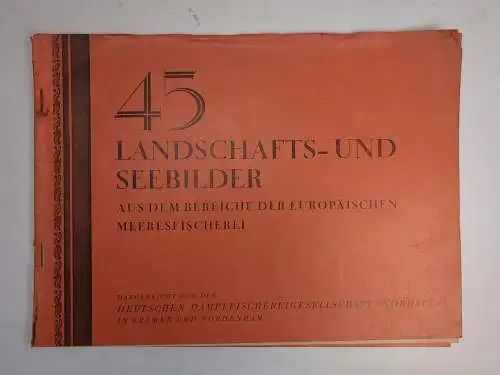 45
LANDSCHAFTS-UND
SEEBILDER
AUS DEM BEREICHE DER EUROPÄISCHEN
MEERESFISCHEREI
DARGEREICHT VON DER
DEUTSCHEN DAMPFFISCHEREIGESELLSCHAFT »NORDSEE«
IN BREMEN UND NORDENHAM